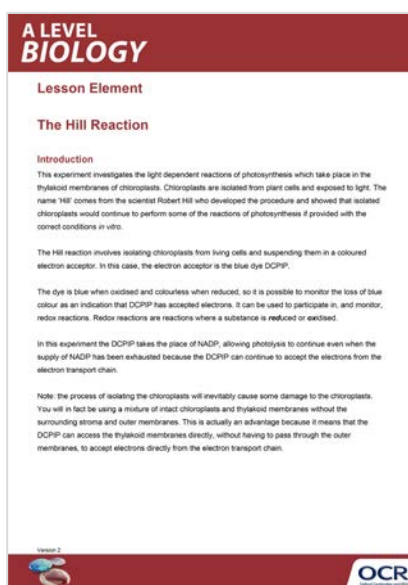 A LEVEL
BIOLOGY
Lesson Element
The Hill Reaction
Introduction
This experiment investigates the light dependent reactions of photosynthesis which take place in the
thylakoid membranes of chloroplasts. Chloroplasts are isolated from plant cells and exposed to light. The
name 'Hill' comes from the scientist Robert Hill who developed the procedure and showed that isolated
chloroplasts would continue to perform some of the reactions of photosynthesis if provided with the
correct conditions in vitro.
The Hill reaction involves isolating chloroplasts from living cells and suspending them in a coloured
electron acceptor. In this case, the electron acceptor is the blue dye DCPIP.
The dye is blue when oxidised and colourless when reduced, so it is possible to monitor the loss of blue
colour as an indication that DCPIP has accepted electrons. It can be used to participate in, and monitor,
redox reactions. Redox reactions are reactions where a substance is reduced or oxidised.
In this experiment the DCPIP takes the place of NADP, allowing photolysis to continue even when the
supply of NADP has been exhausted because the DCPIP can continue to accept the electrons from the
electron transport chain.
Note: the process of isolating the chloroplasts will inevitably cause some damage to the chloroplasts.
You will in fact be using a mixture of intact chloroplasts and thylakoid membranes without the
surrounding stroma and outer membranes. This is actually an advantage because it means that the
DCPIP can access the thylakoid membranes directly, without having to pass through the outer
membranes, to accept electrons directly from the electron transport chain.
Version 2
OCR